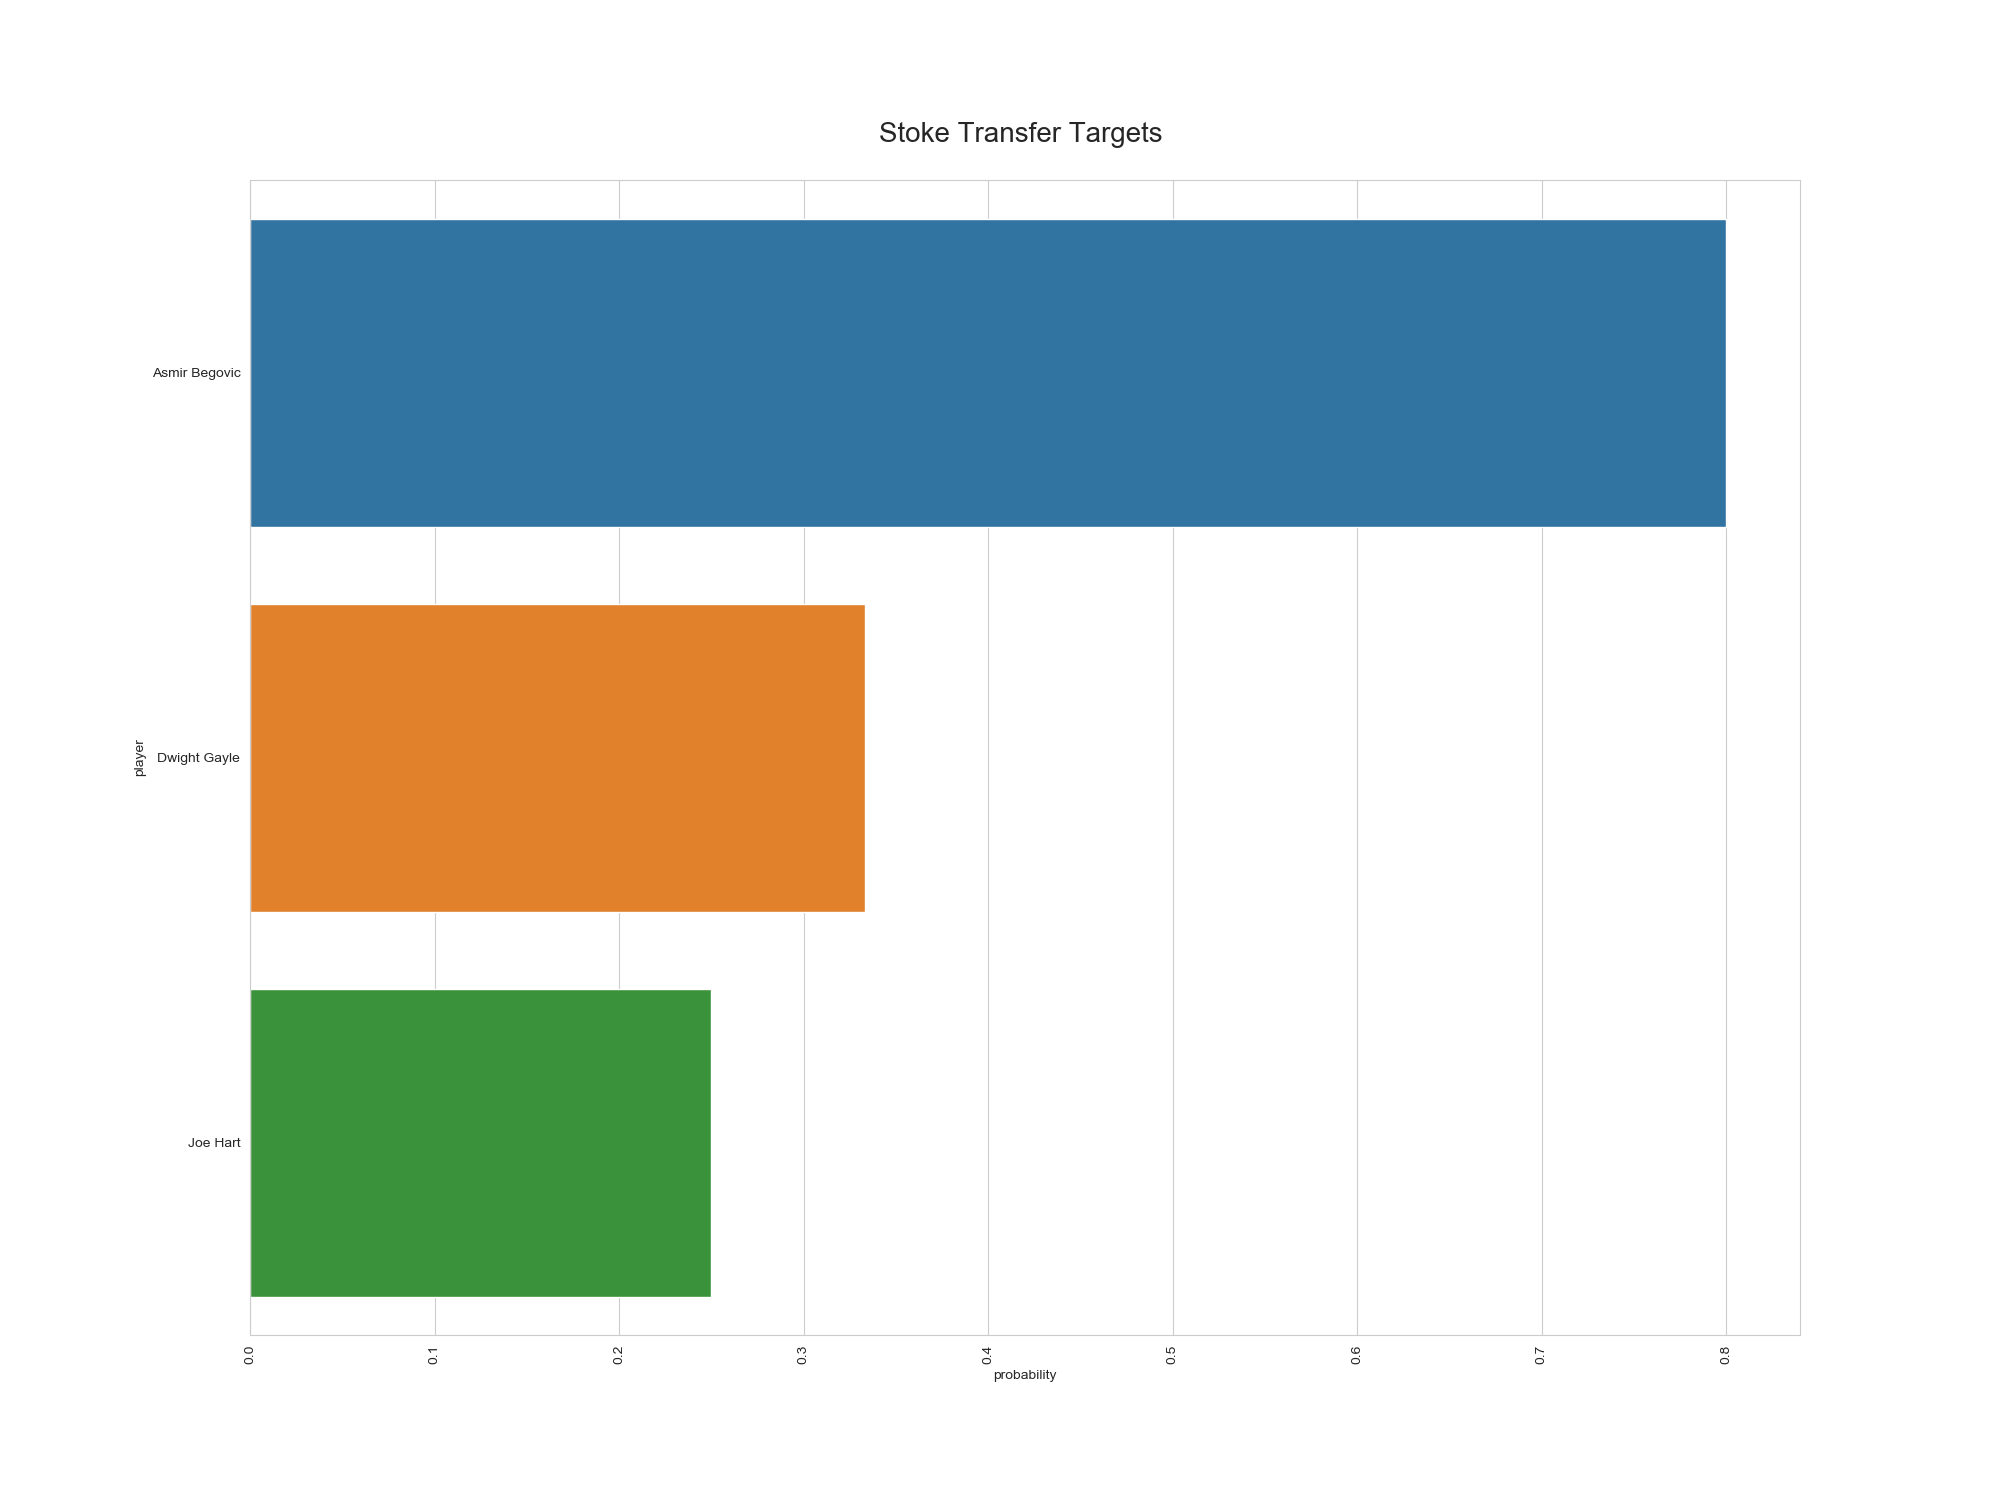 Stoke Transfer Targets
Asmir Begovic
player
Dwight Gayle
Joe Hart
0.0
0.1
0.2
0.3
0.4
0.5
0.6
0.7
0.8
probability